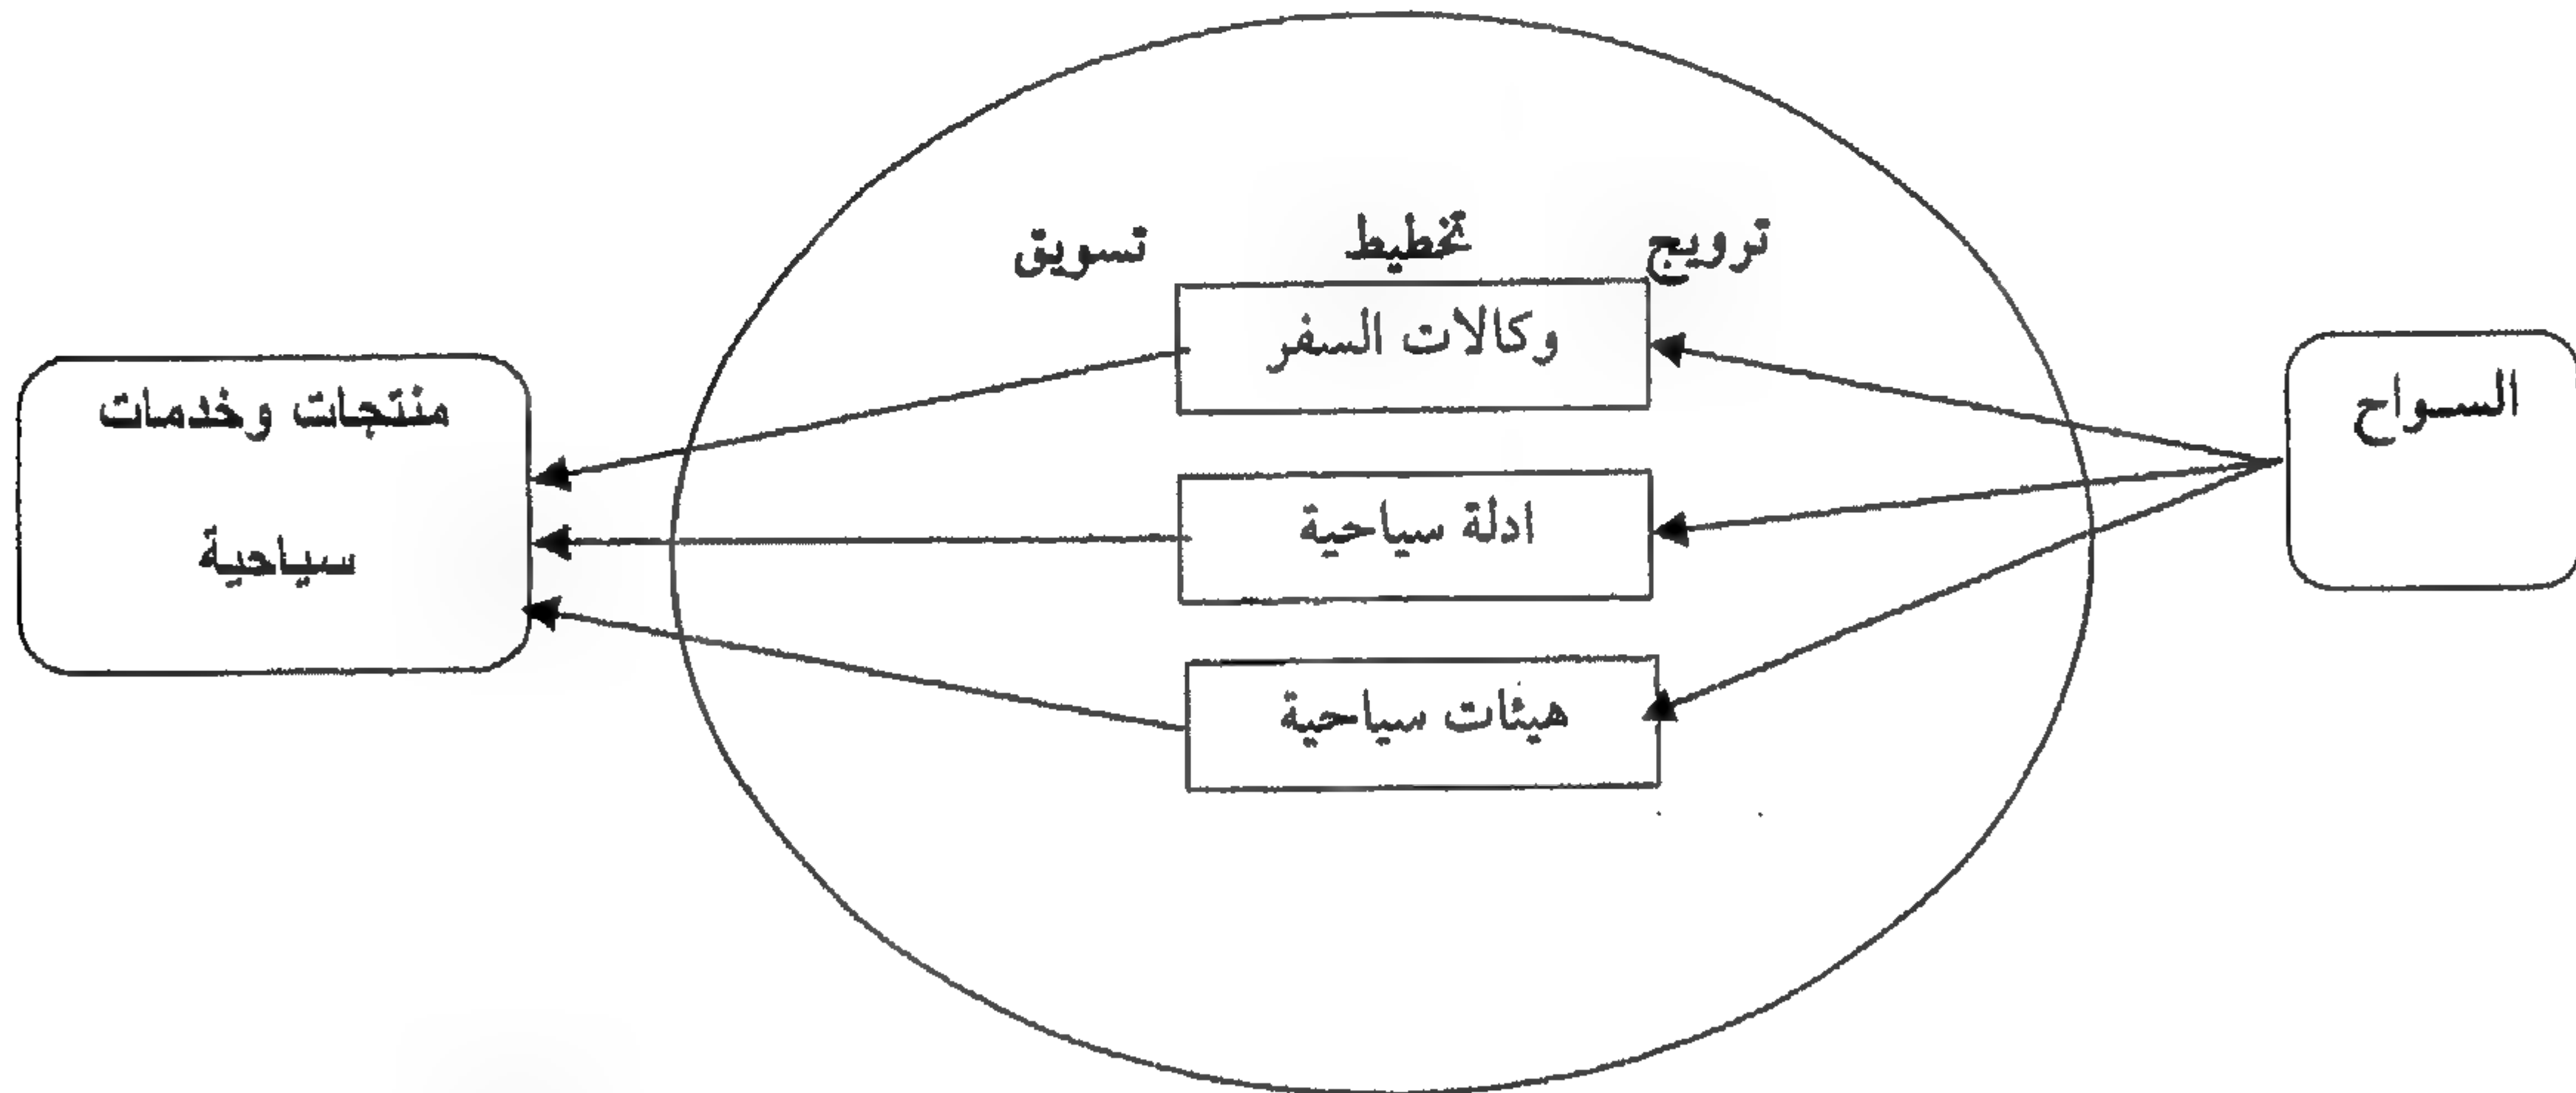 ترويج تخطيط تسويق
وكالات السفر
السواح
منتجات وخدمات
سياحية
ادلة سياحية
هيئات سياحية